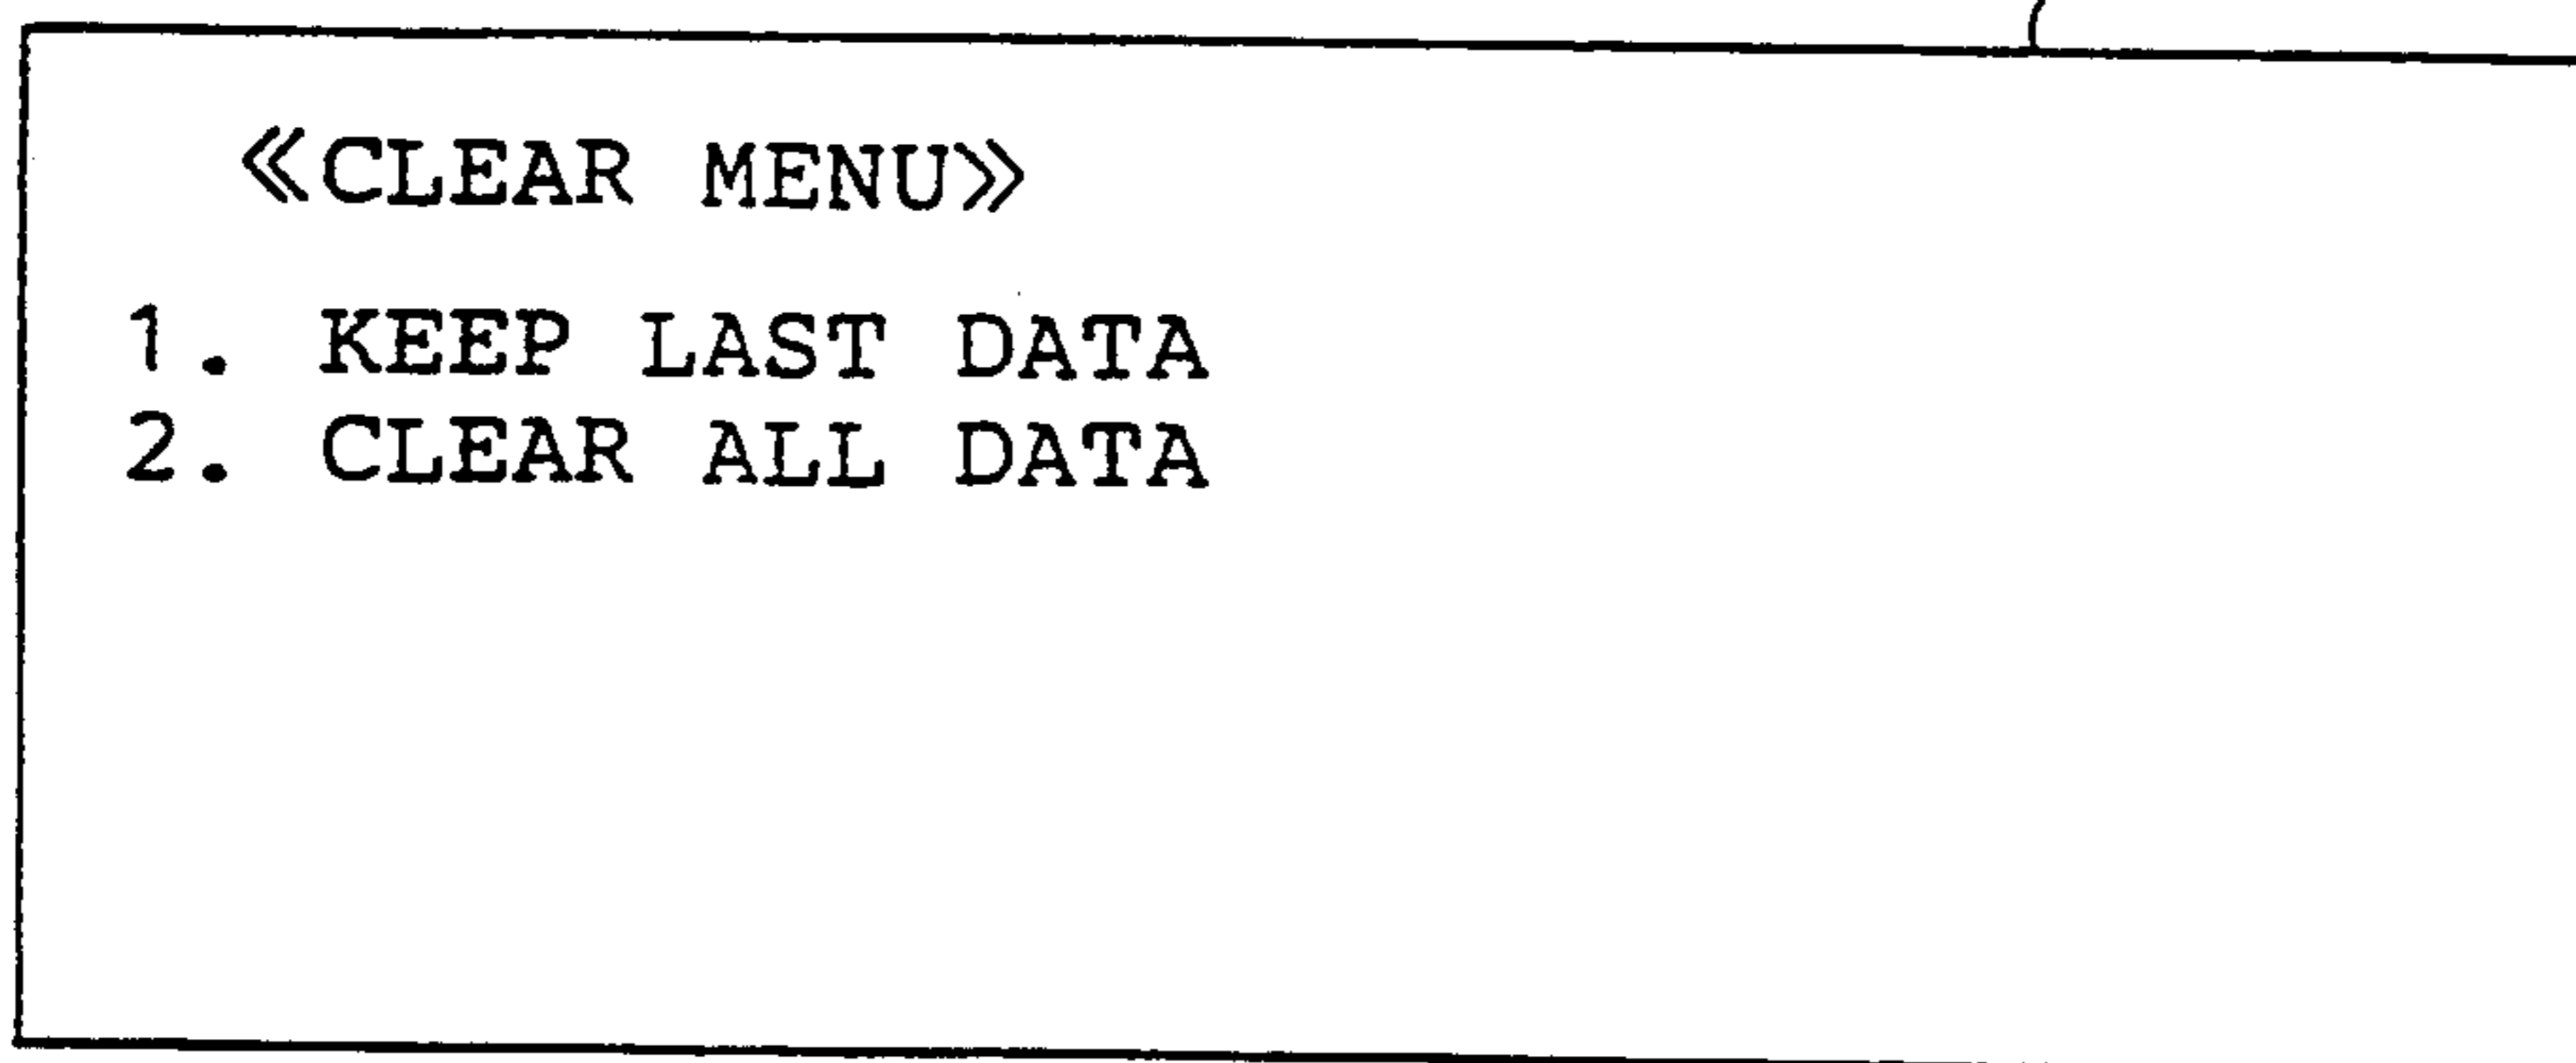 《CLEAR MENU》
1. KEEP LAST DATA
2. CLEAR ALL DATA